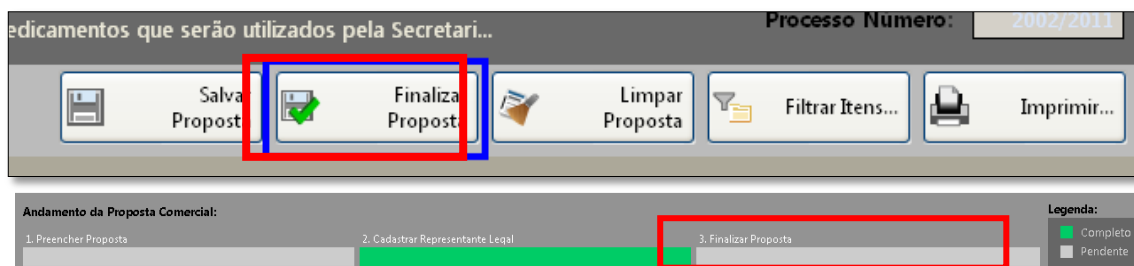 edicamentos que serão utilizados pela Secretari...
Processo Número: 2002/2011
Salva
Propost
Finaliza
Proposta
Limpar
Proposta
Filtrar Itens...
Imprimir...
Andamento da Proposta Comercial:
Legenda:
1. Preencher Proposta
2. Cadastrar Representante Legal
3. Finalizar Proposta
Completo
Pendente